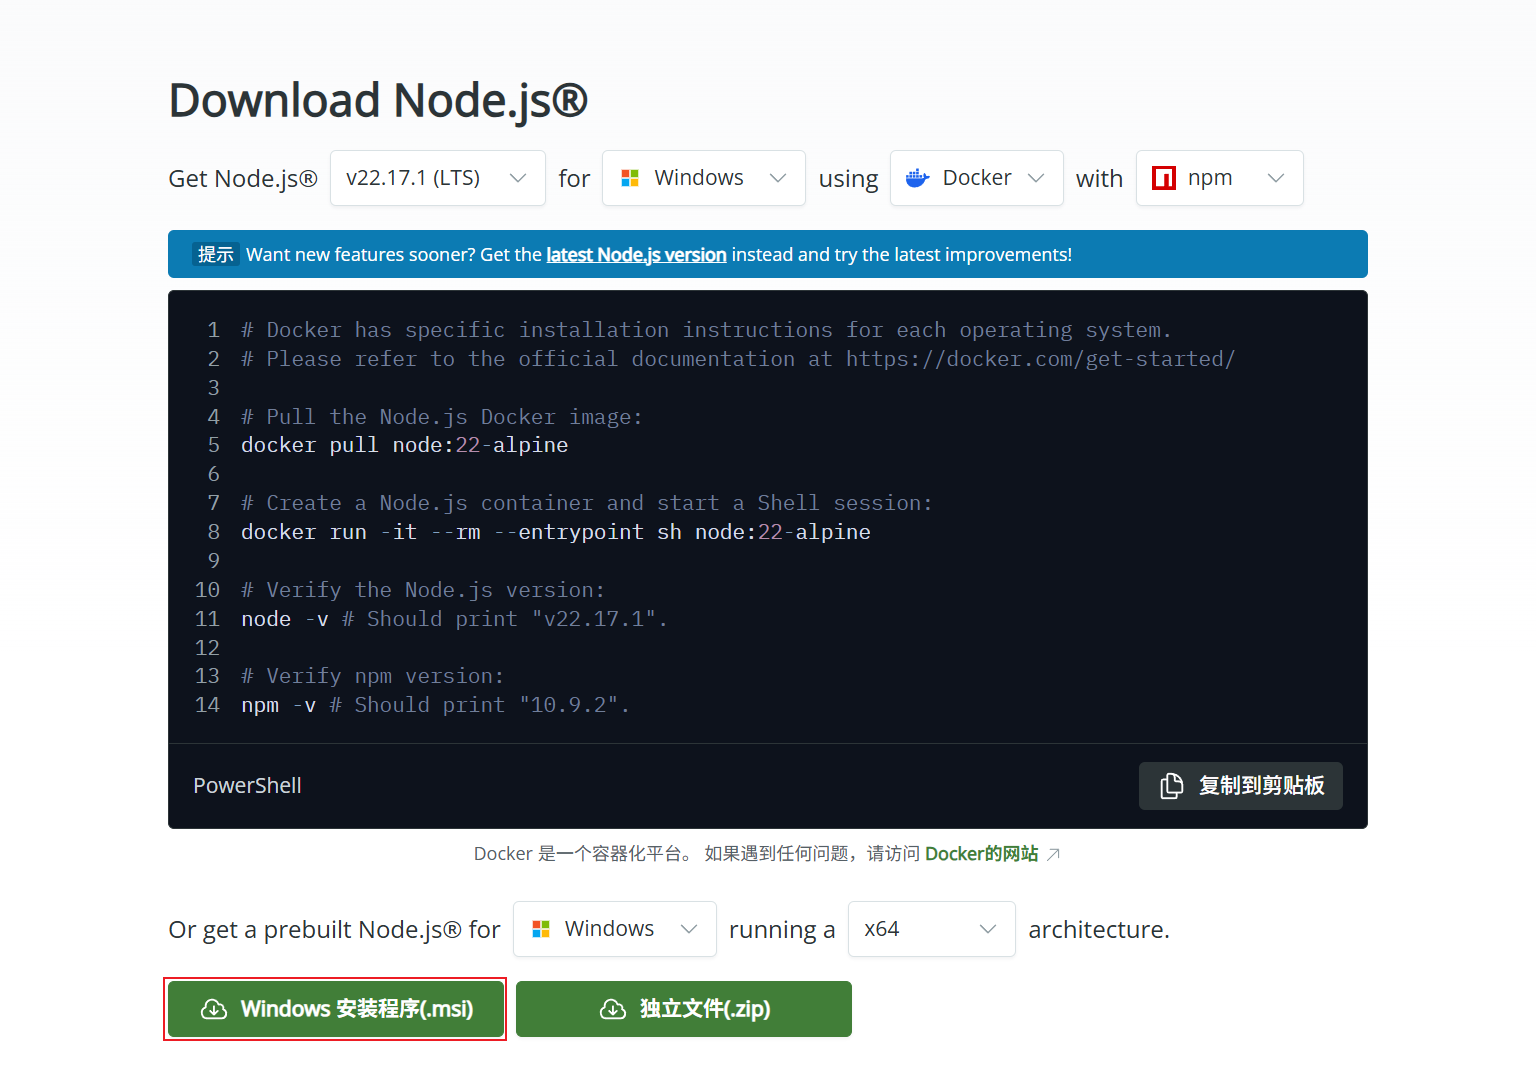 Download Node.js®
Get Node.js® v22.17.1 (LTS) for Windows using Docker with npm
提示 Want new features sooner? Get the latest Node.js version instead and try the latest improvements!
1 # Docker has specific installation instructions for each operating system.
2 # Please refer to the official documentation at https://docker.com/get-started/
3
4 # Pull the Node.js Docker image:
5 docker pull node:22-alpine
6
7 # Create a Node.js container and start a Shell session:
8 docker run -it --rm --entrypoint sh node:22-alpine
9
10 # Verify the Node.js version:
11 node -v # Should print "v22.17.1".
12
13 # Verify npm version:
14 npm -v # Should print "10.9.2".
PowerShell 复制到剪贴板
Docker 是一个容器化平台。 如果遇到任何问题，请访问 Docker的网站
Or get a prebuilt Node.js® for Windows running a x64 architecture.
Windows 安装程序(.msi) 独立文件(.zip)